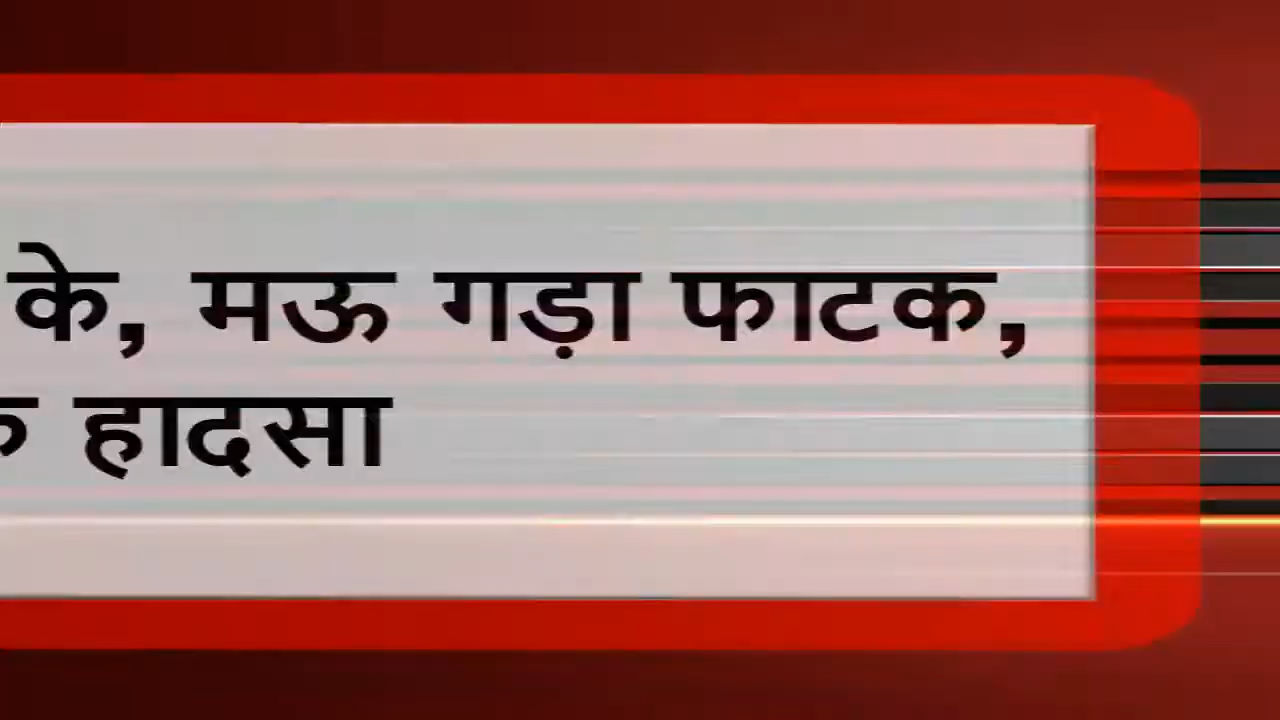 के, मऊ गड़ा फाटक,
हादसा